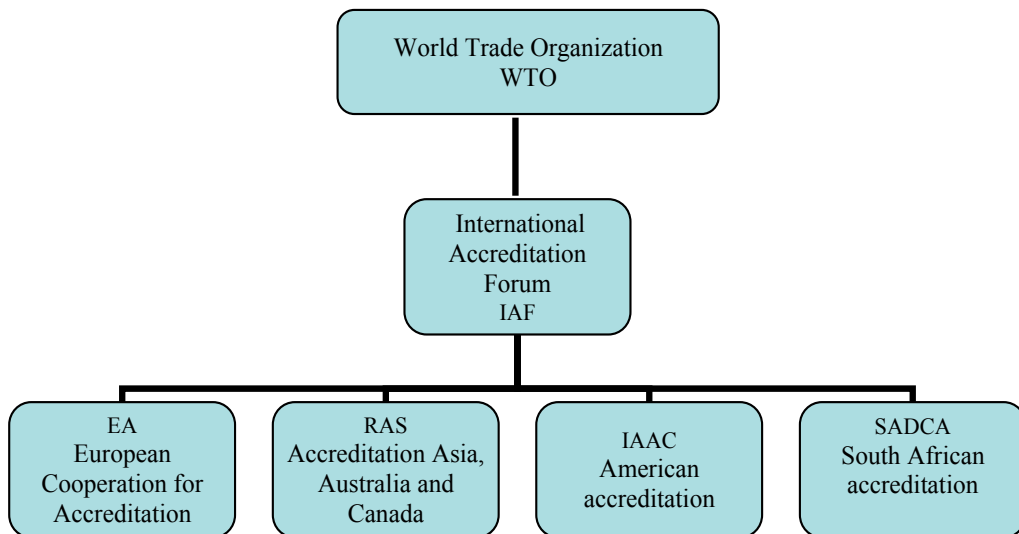 World Trade Organization
WTO
International
Accreditation
Forum
IAF
EA
European
Cooperation for
Accreditation
RAS
Accreditation Asia,
Australia and
Canada
IAAC
American
accreditation
SADCA
South African
accreditation